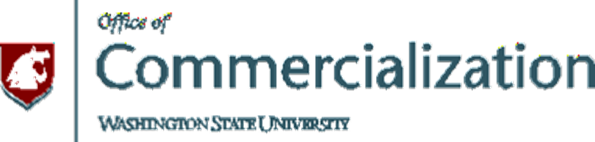 Office of
Commercialization
WASHINGTON STATE UNIVERSITY